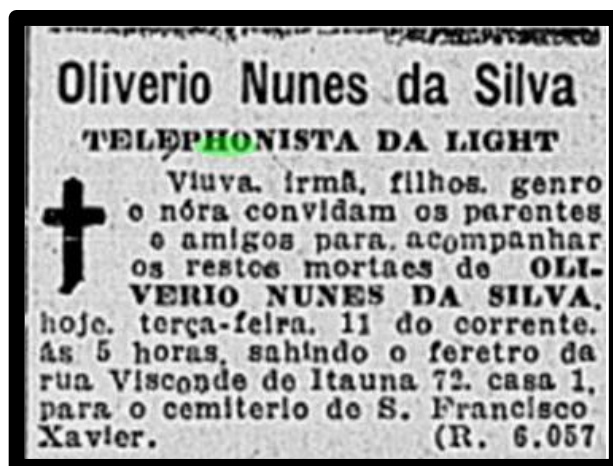 Oliverio Nunes da Silva
TELEPHONISTA DA LIGHT
Viuva, irmã, filhos, genro
e nóra convidam os parentes
e amigos para, acompanhar
os restos mortaes de OLI-
VERIO NUNES DA SILVA,
hoje, terça-feira, 11 do corrente,
ás 5 horas, sahindo o feretro da
rua Visconde de Itauna 72, casa 1,
para o cemiterio de S. Francisco
Xavier. (R. 6.057